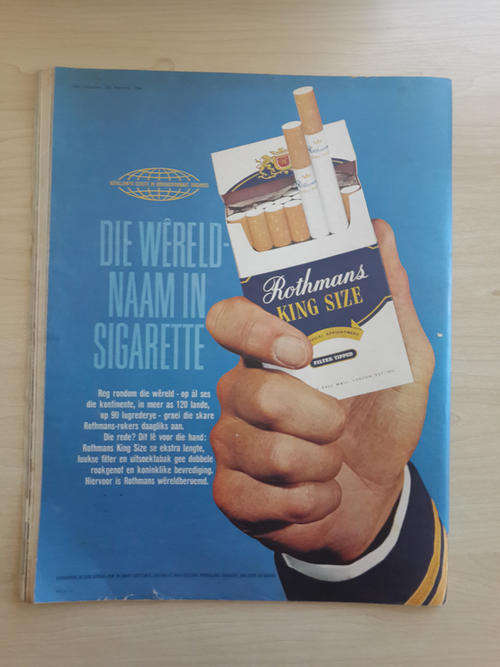 DIE WÊRELD-
NAAM IN
SIGARETTE
Rothmans
KING SIZE
FILTER TIPPED
Reg rondom die wêreld - op ál ses
die kontinente, in meer as 120 lande,
op 90 lugrederye - groei die skare
Rothmans-rokers daagliks aan.
Die rede? Dit lê voor die hand:
Rothmans King Size se ekstra lengte,
luukse filter en uitsoektabak gee dubbele
rookgenot en koninklike bevrediging.
Hiervoor is Rothmans wêreldberoemd.